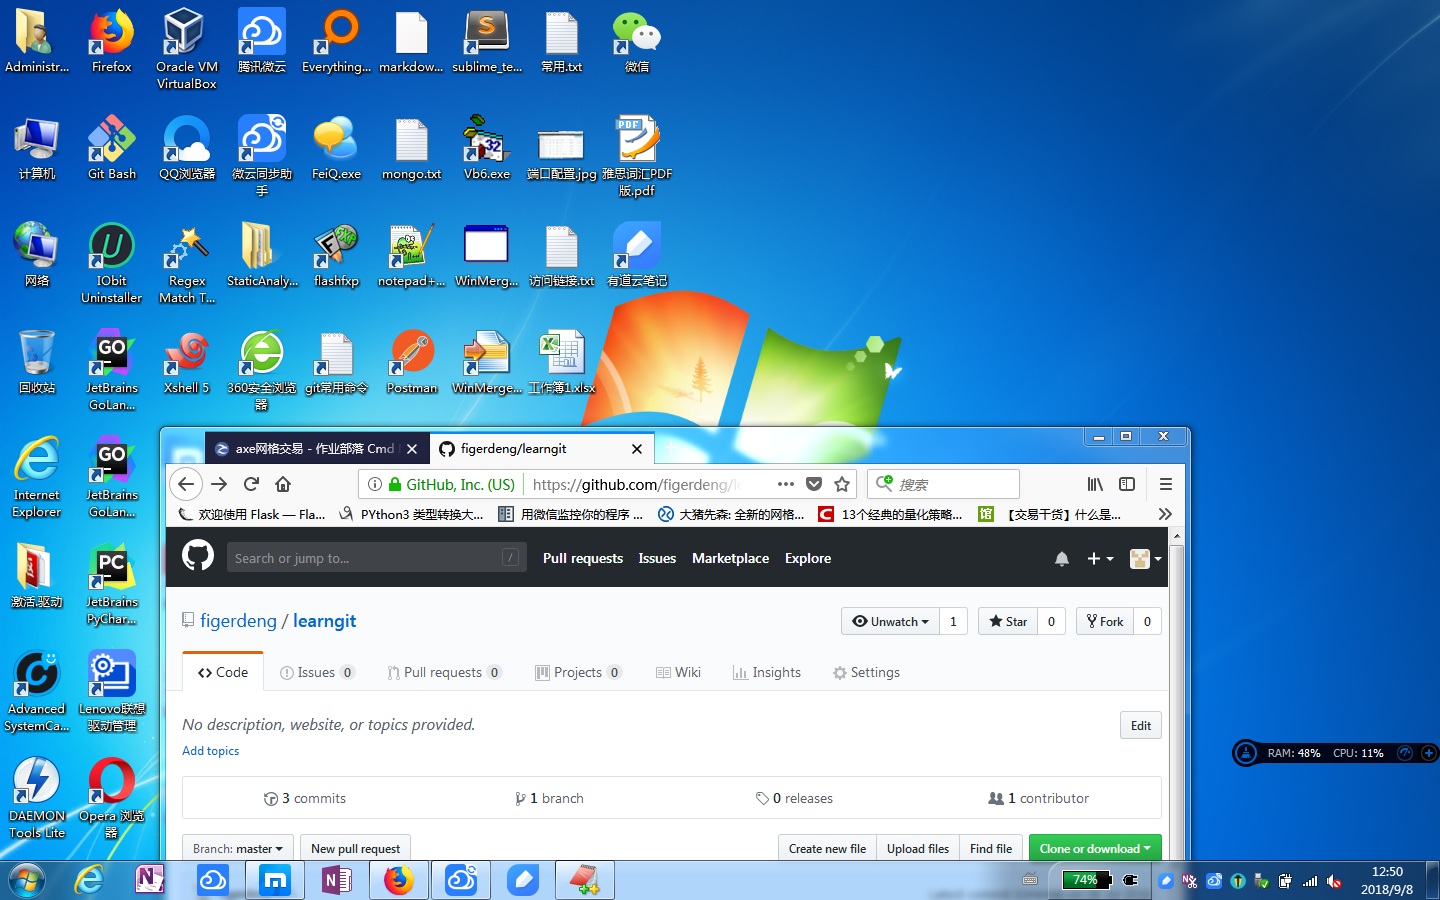 Administr...
Firefox
Oracle VM
VirtualBox
腾讯微云
Everything...
markdow...
sublime_te...
常用.txt
微信
计算机
Git Bash
QQ浏览器
微云同步助
手
FeiQ.exe
mongo.txt
Vb6.exe
端口配置.jpg
雅思词汇PDF
版.pdf
网络
IObit
Uninstaller
Regex
Match T...
StaticAnaly...
flashfxp
notepad+...
WinMerg...
访问链接.txt
有道云笔记
回收站
JetBrains
GoLan...
Xshell 5
360安全浏览
器
git常用命令
Postman
WinMerge...
工作簿1.xlsx
Internet
Explorer
JetBrains
GoLan...
激活.驱动
JetBrains
PyChar...
Advanced
SystemCa...
Lenovo联想
驱动管理
DAEMON
Tools Lite
Opera 浏览
器
axe网格交易 - 作业部落 Cmd
figerdeng/learngit
GitHub, Inc. (US)
https://github.com/figerdeng/l
搜索
欢迎使用 Flask — Fla...
PYthon3 类型转换大...
用微信监控你的程序 ...
大猪先森: 全新的网格...
13个经典的量化策略...
【交易干货】什么是...
Search or jump to...
/
Pull requests
Issues
Marketplace
Explore
figerdeng / learngit
Unwatch
1
Star
0
Fork
0
Code
Issues 0
Pull requests 0
Projects 0
Wiki
Insights
Settings
No description, website, or topics provided.
Edit
Add topics
3 commits
1 branch
0 releases
1 contributor
Branch: master
New pull request
Create new file
Upload files
Find file
Clone or download
RAM: 48%
CPU: 11%
74%
12:50
2018/9/8